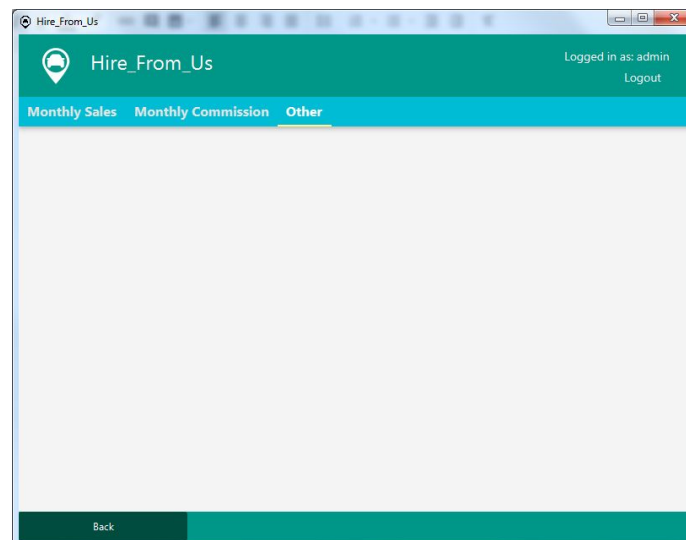 Hire_From_Us
Hire_From_Us
Logged in as: admin
Logout
Monthly Sales Monthly Commission Other
Back